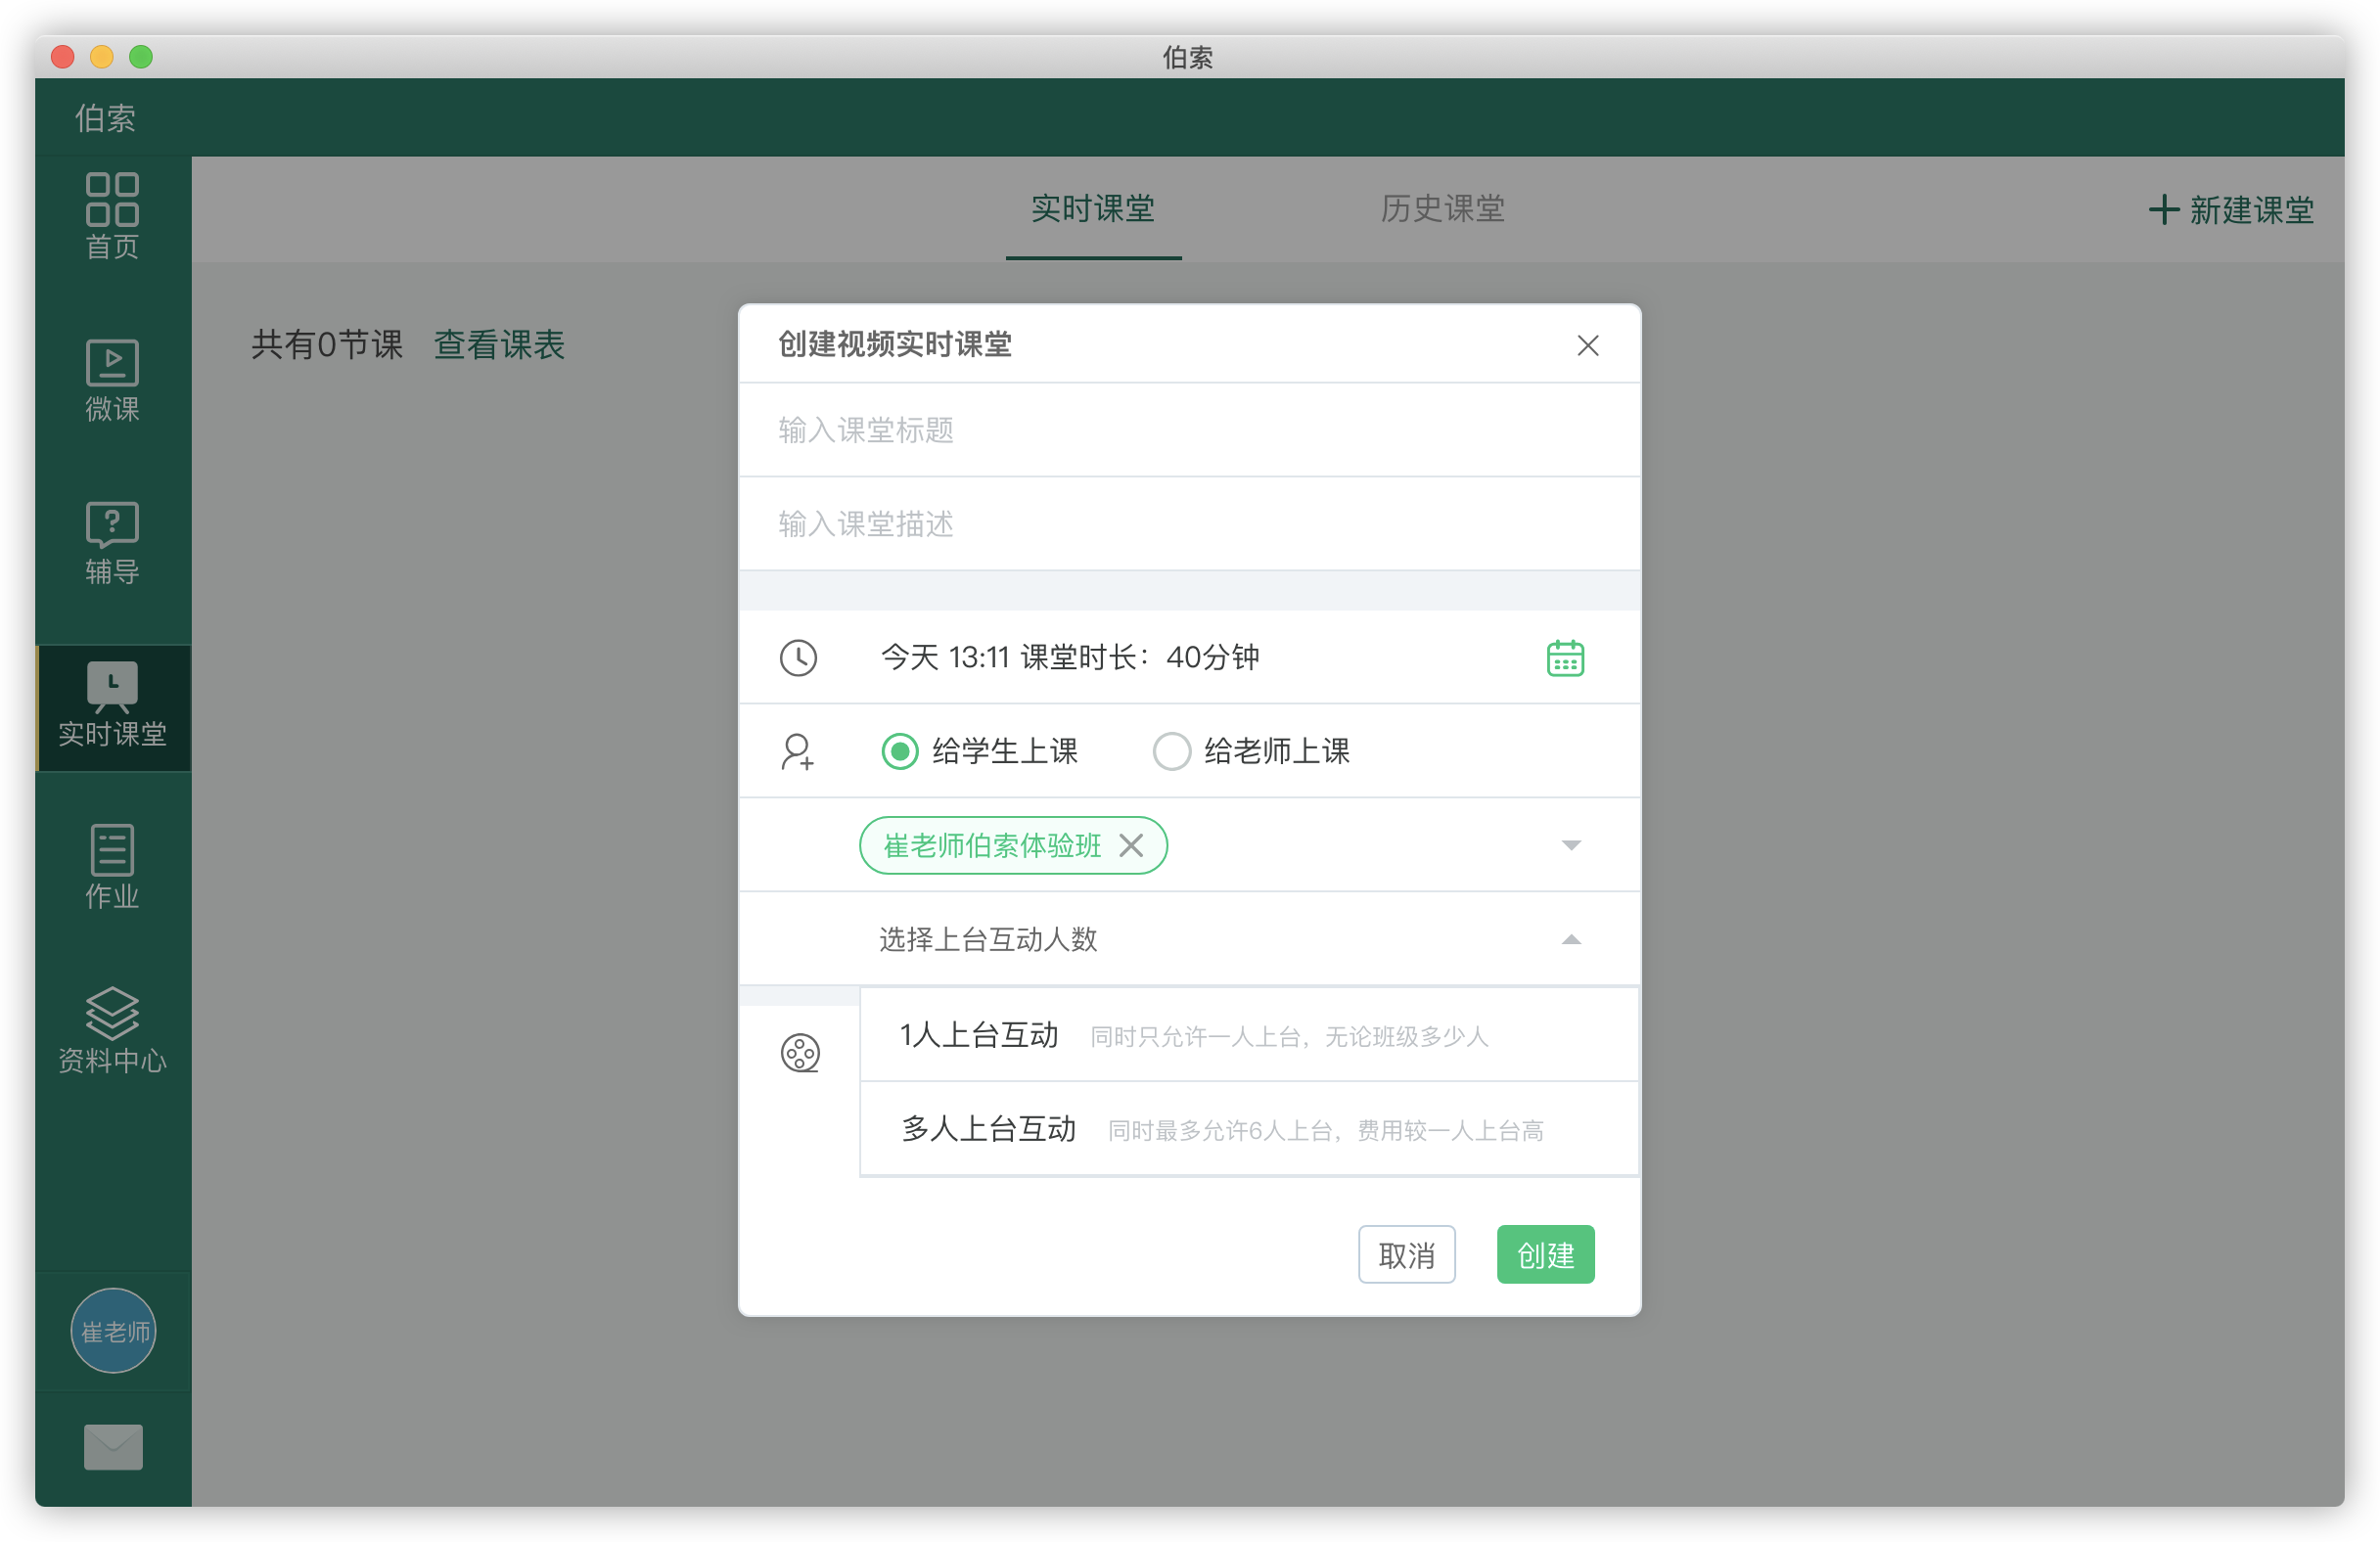 伯索
伯索
首页
微课
辅导
实时课堂
作业
资料中心
崔老师
实时课堂 历史课堂 新建课堂
共有0节课 查看课表
创建视频实时课堂
输入课堂标题
输入课堂描述
今天 13:11 课堂时长：40分钟
给学生上课 给老师上课
崔老师伯索体验班
选择上台互动人数
1人上台互动 同时只允许一人上台，无论班级多少人
多人上台互动 同时最多允许6人上台，费用较一人上台高
取消 创建